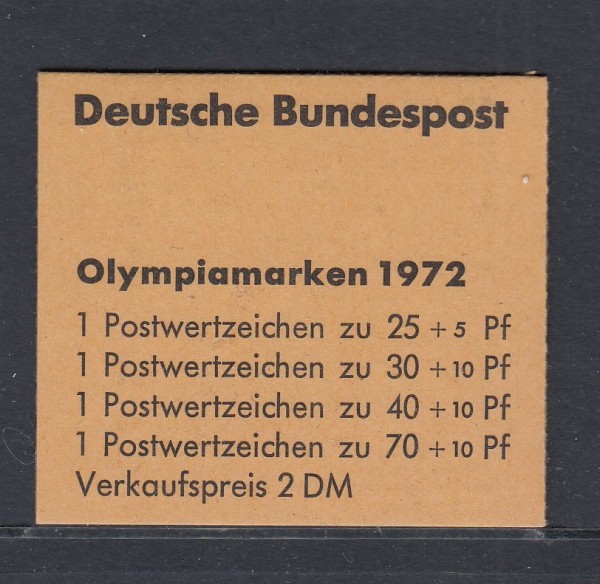 Deutsche Bundespost
Olympiamarken 1972
1 Postwertzeichen zu 25 + 5 Pf
1 Postwertzeichen zu 30 + 10 Pf
1 Postwertzeichen zu 40 + 10 Pf
1 Postwertzeichen zu 70 + 10 Pf
Verkaufspreis 2 DM